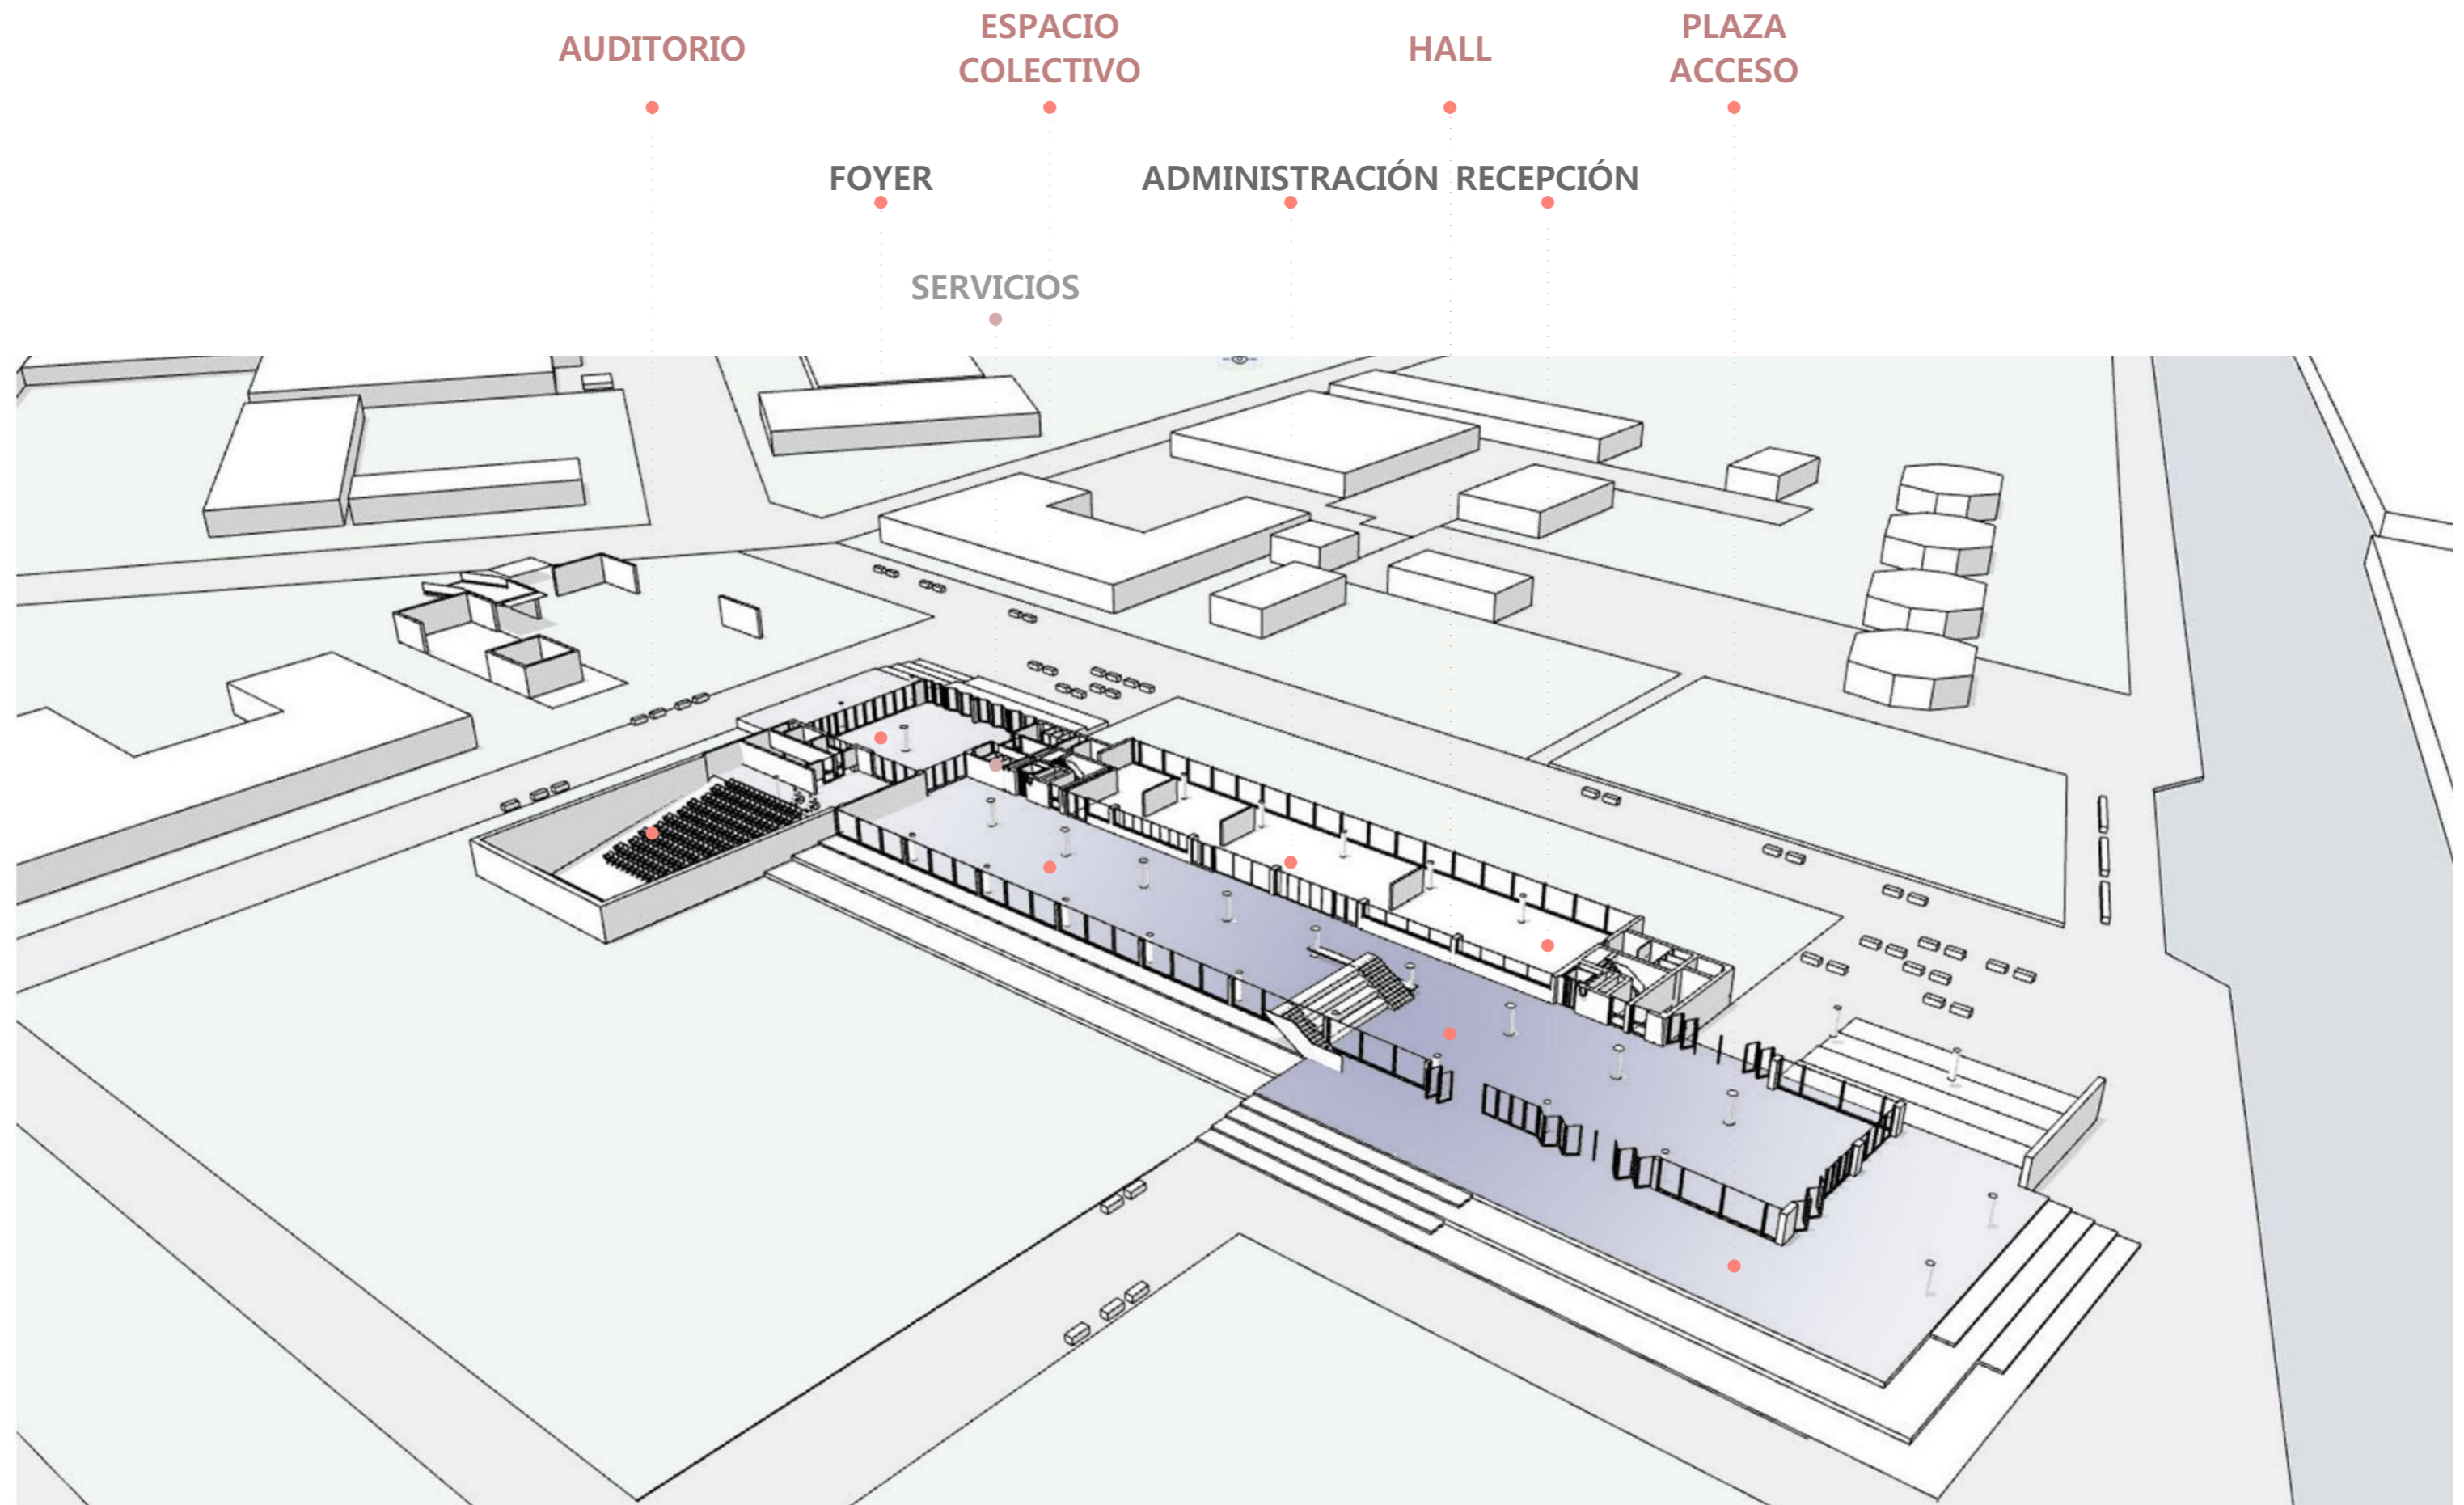 AUDITORIO
ESPACIO
COLECTIVO
HALL
PLAZA
ACCESO
FOYER
ADMINISTRACIÓN
RECEPCIÓN
SERVICIOS